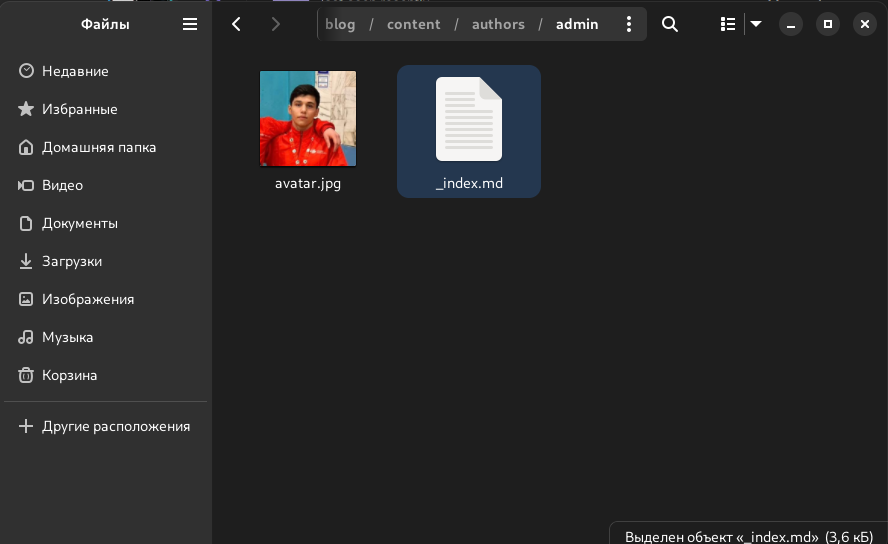 Файлы
blog / content / authors / admin
Недавние
Избранные
Домашняя папка
Видео
Документы
Загрузки
Изображения
Музыка
Корзина
Другие расположения
avatar.jpg
_index.md
Выделен объект «_index.md» (3,6 кБ)